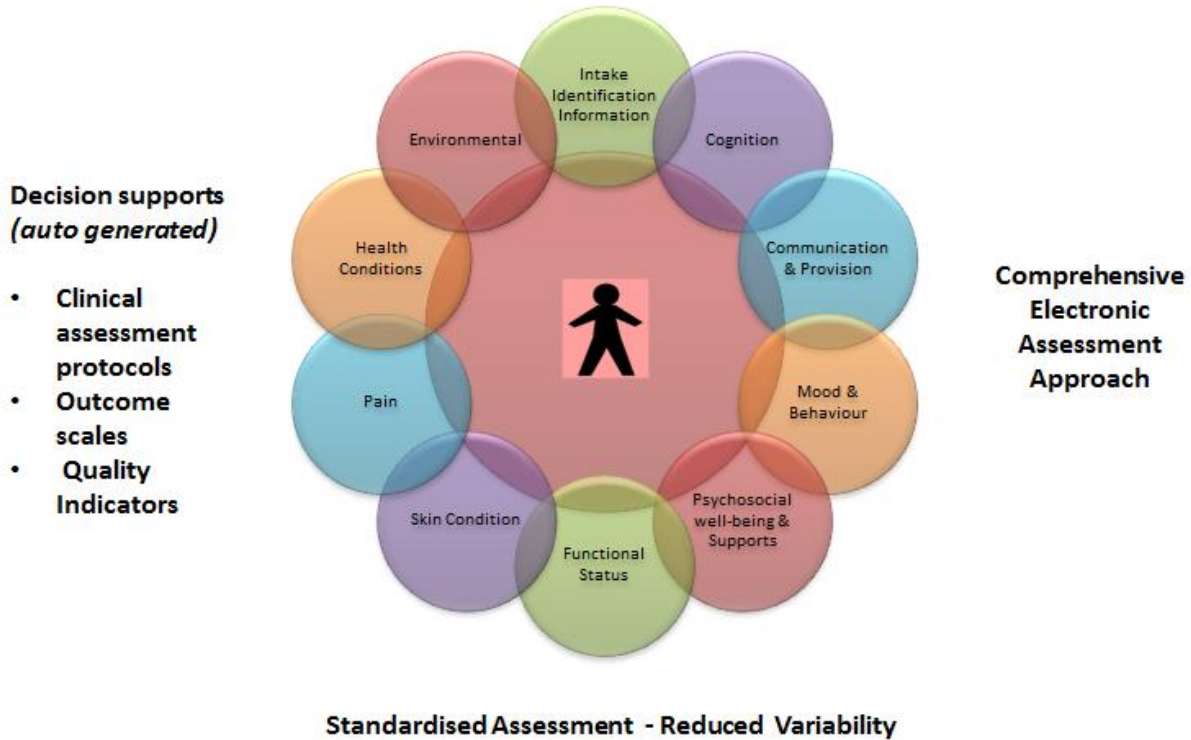 Intake
Identification
Information
Environmental
Cognition
Decision supports
(auto generated)
Health
Conditions
Communication
& Provision
• Clinical
assessment
protocols
• Outcome
scales
• Quality
Indicators
Comprehensive
Electronic
Assessment
Approach
Pain
Mood &
Behaviour
Skin Condition
Psychosocial
well-being &
Supports
Functional
Status
Standardised Assessment - Reduced Variability